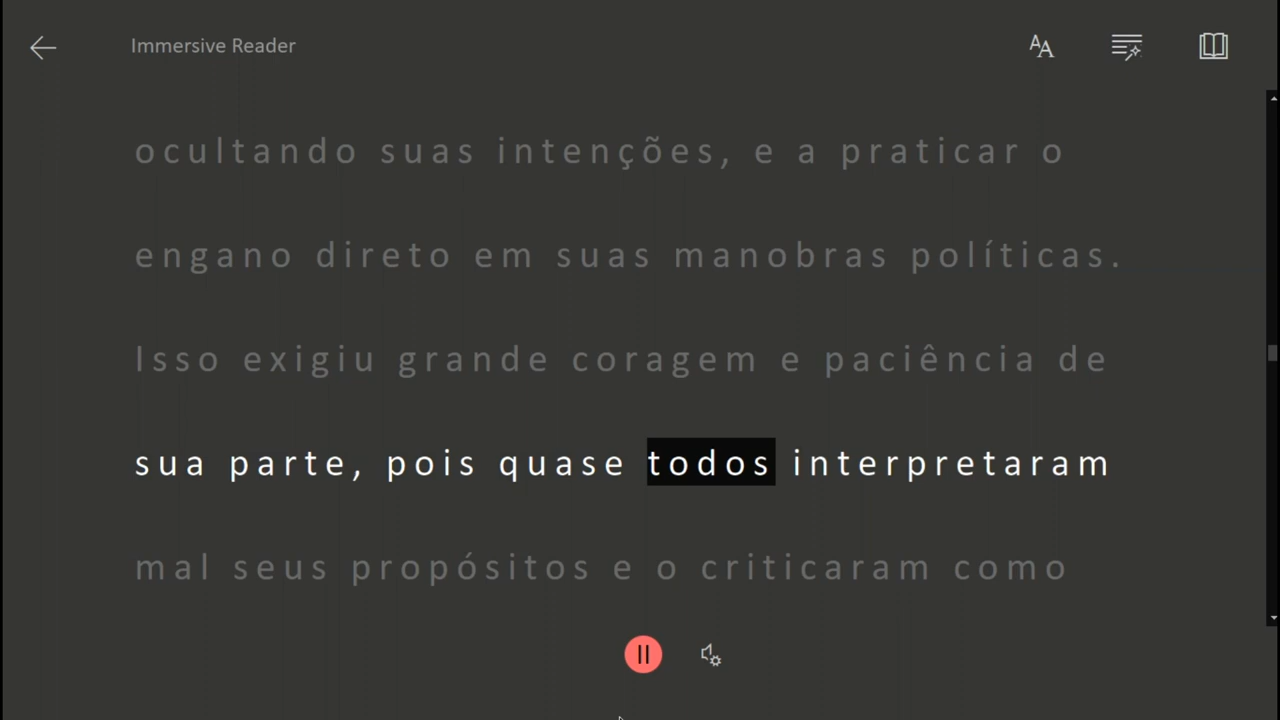 Immersive Reader
ocultando suas intenções, e a praticar o
engano direto em suas manobras políticas.
Isso exigiu grande coragem e paciência de
sua parte, pois quase todos interpretaram
mal seus propósitos e o criticaram como